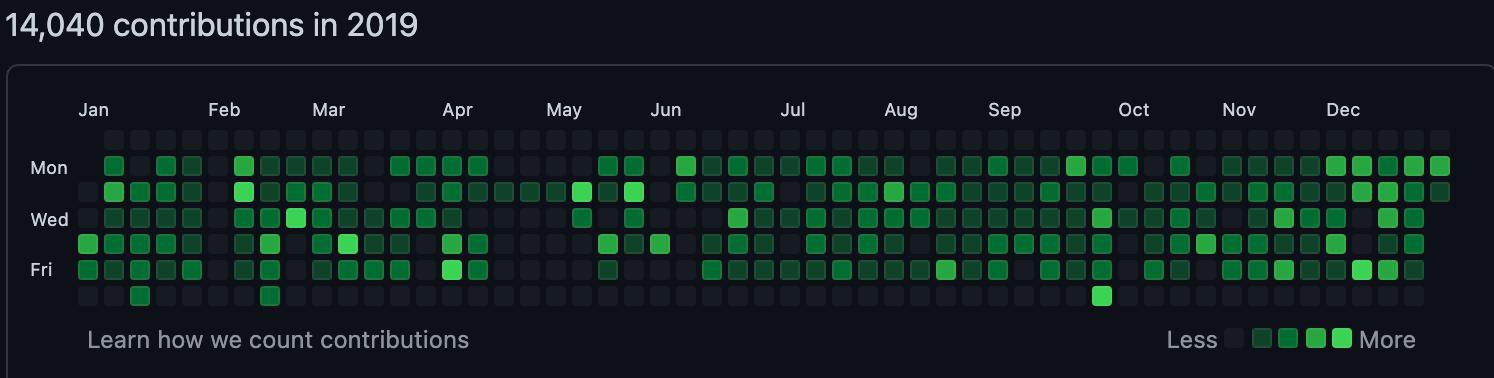 14,040 contributions in 2019
Jan Feb Mar Apr May Jun Jul Aug Sep Oct Nov Dec
Mon
Wed
Fri
Learn how we count contributions Less More